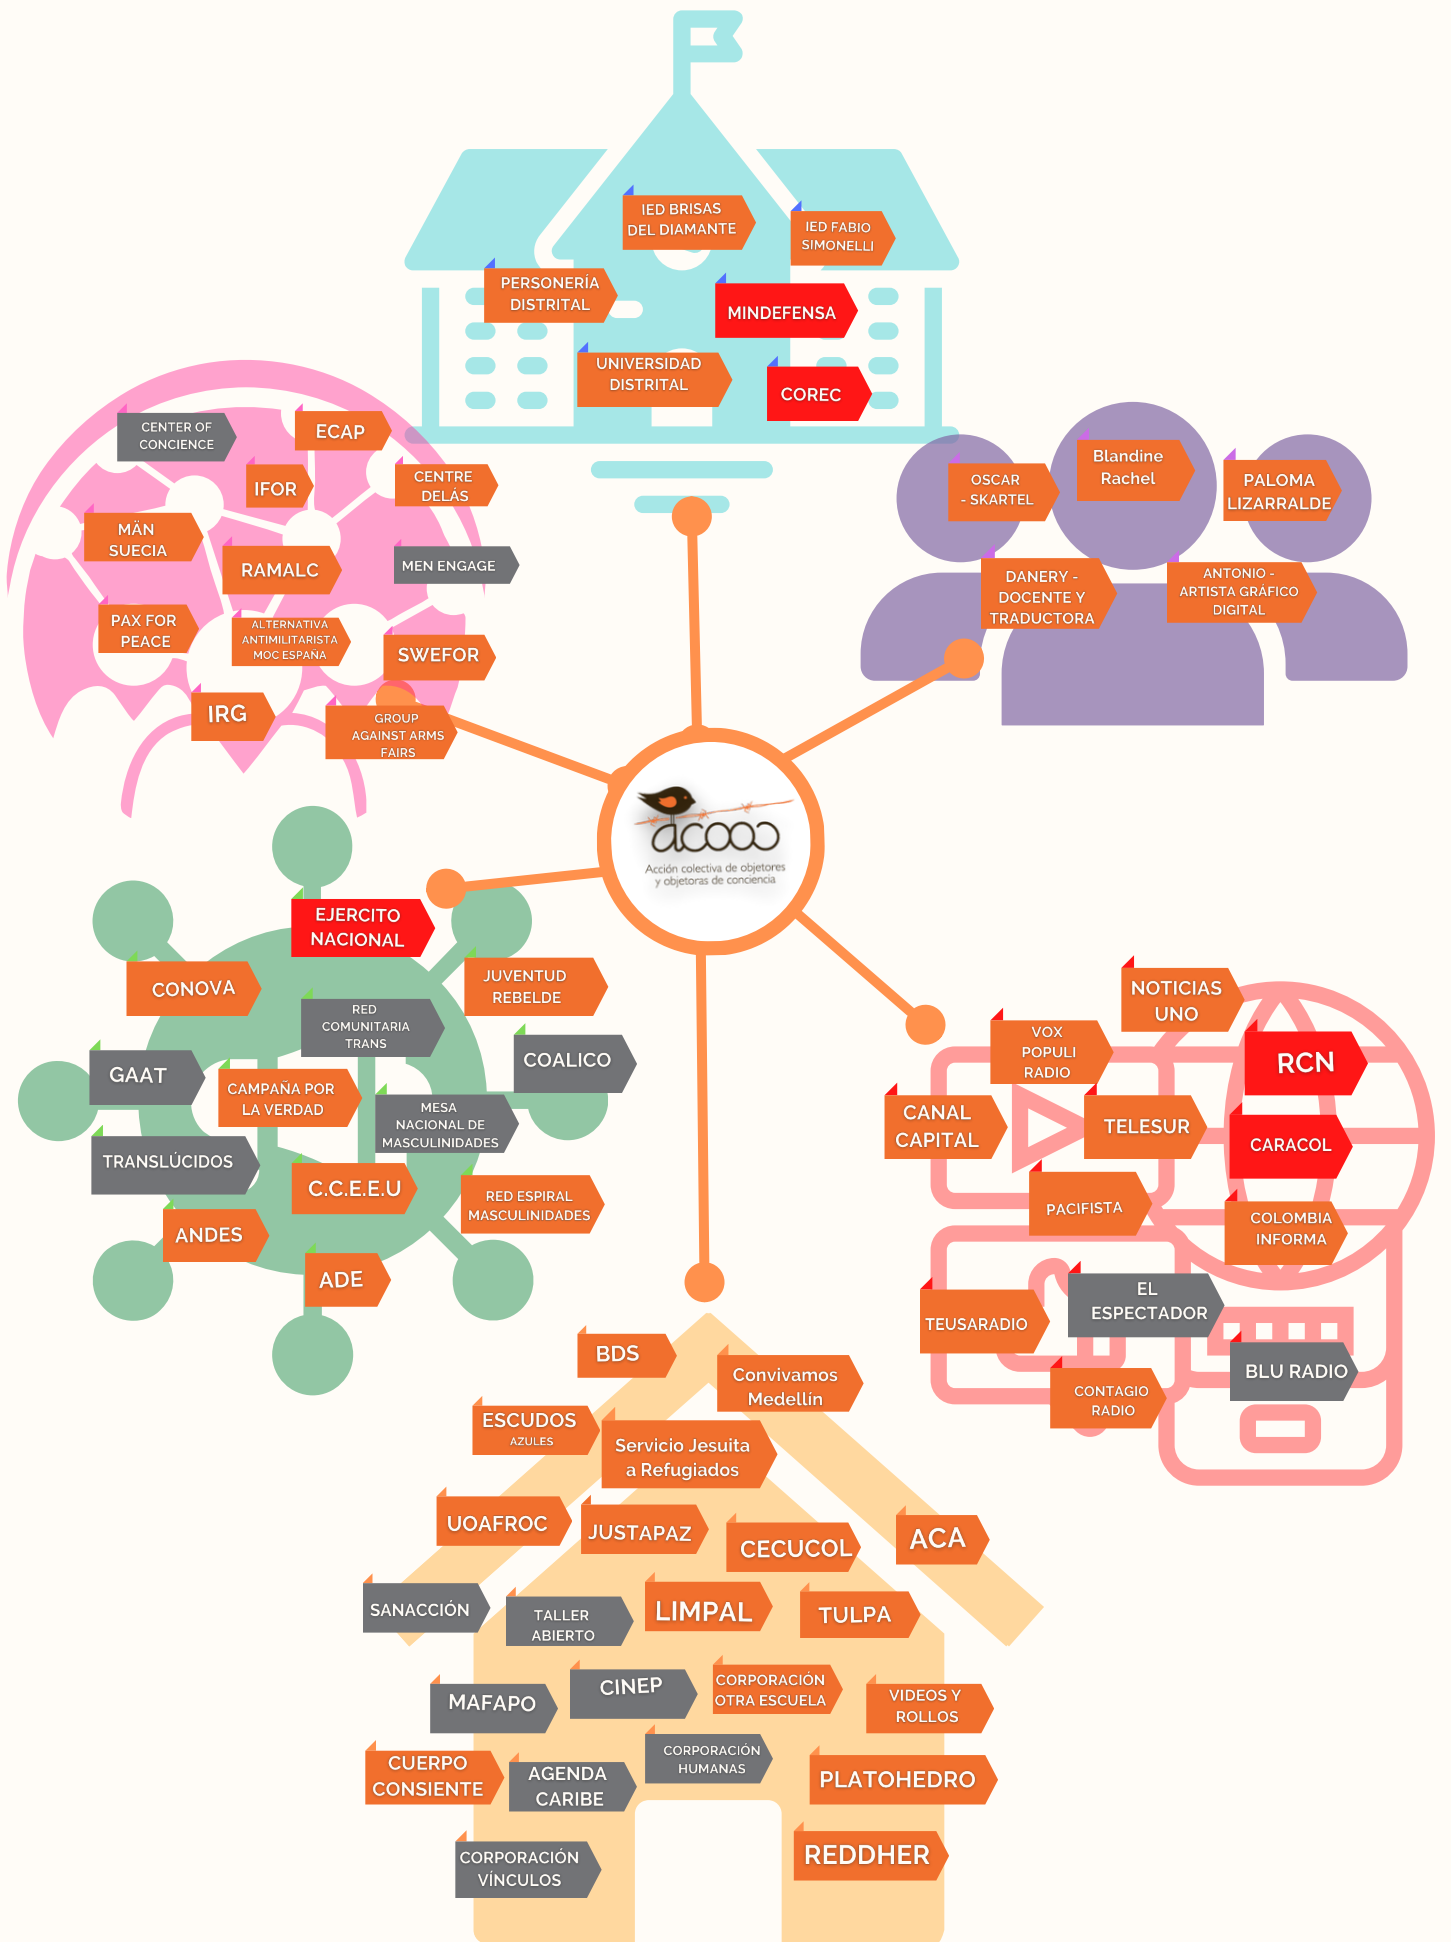 IED BRISAS
DEL DIAMANTE
IED FABIO
SIMONELLI
PERSONERÍA
DISTRITAL
MINDEFENSA
UNIVERSIDAD
DISTRITAL
COREC
CENTER OF
CONCIENCE
ECAP
IFOR
CENTRE
DELÁS
MÄN
SUECIA
RAMALC
MEN ENGAGE
PAX FOR
PEACE
ALTERNATIVA
ANTIMILITARISTA
MOC ESPAÑA
SWEFOR
IRG
GROUP
AGAINST ARMS
FAIRS
OSCAR
- SKARTEL
Blandine
Rachel
PALOMA
LIZARRALDE
DANERY -
DOCENTE Y
TRADUCTORA
ANTONIO -
ARTISTA GRÁFICO
DIGITAL
acooc
Acción colectiva de objetores
y objetoras de conciencia
EJERCITO
NACIONAL
CONOVA
JUVENTUD
REBELDE
RED
COMUNITARIA
TRANS
COALICO
GAAT
CAMPAÑA POR
LA VERDAD
MESA
NACIONAL DE
MASCULINIDADES
TRANSLÚCIDOS
C.C.E.E.U
RED ESPIRAL
MASCULINIDADES
ANDES
ADE
NOTICIAS
UNO
VOX
POPULI
RADIO
RCN
CANAL
CAPITAL
TELESUR
CARACOL
PACIFISTA
COLOMBIA
INFORMA
TEUSARADIO
EL
ESPECTADOR
BLU RADIO
CONTAGIO
RADIO
BDS
Convivamos
Medellín
ESCUDOS
AZULES
Servicio Jesuita
a Refugiados
UOAFROC
JUSTAPAZ
CECUCOL
ACA
SANACCIÓN
TALLER
ABIERTO
LIMPAL
TULPA
MAFAPO
CINEP
CORPORACIÓN
OTRA ESCUELA
VIDEOS Y
ROLLOS
CUERPO
CONSIENTE
AGENDA
CARIBE
CORPORACIÓN
HUMANAS
PLATOHEDRO
CORPORACIÓN
VÍNCULOS
REDDHER